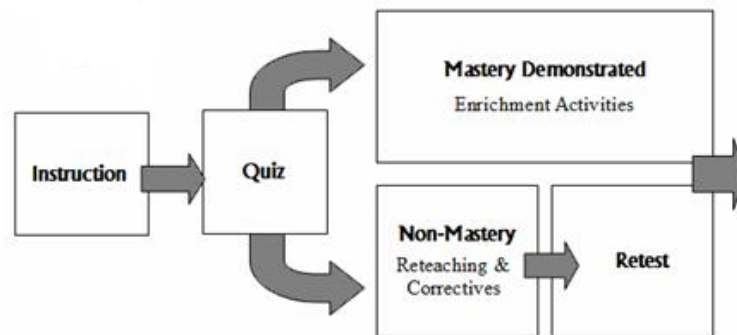 Instruction
Quiz
Mastery Demonstrated
Enrichment Activities
Non-Mastery
Reteaching &
Correctives
Retest